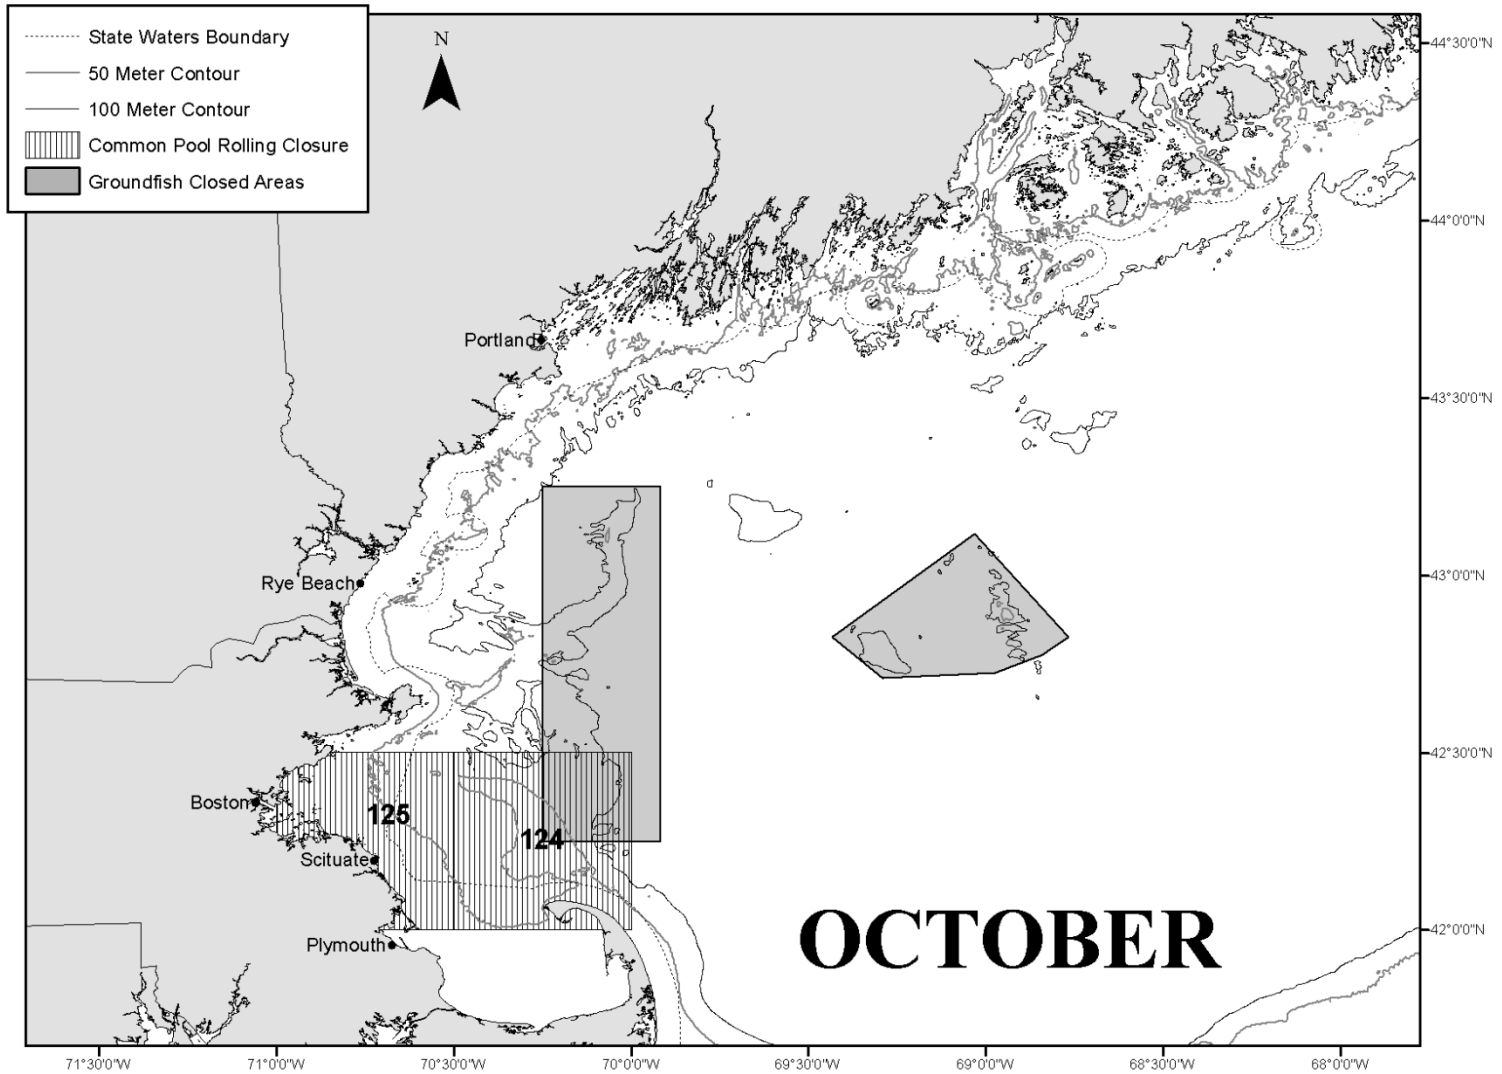 State Waters Boundary
50 Meter Contour
100 Meter Contour
Common Pool Rolling Closure
Groundfish Closed Areas
N
44°30'0"N
44°0'0"N
Portland
43°30'0"N
Rye Beach
43°0'0"N
42°30'0"N
Boston
125
124
Scituate
OCTOBER
42°0'0"N
Plymouth
71°30'0"W 71°0'0"W 70°30'0"W 70°0'0"W 69°30'0"W 69°0'0"W 68°30'0"W 68°0'0"W